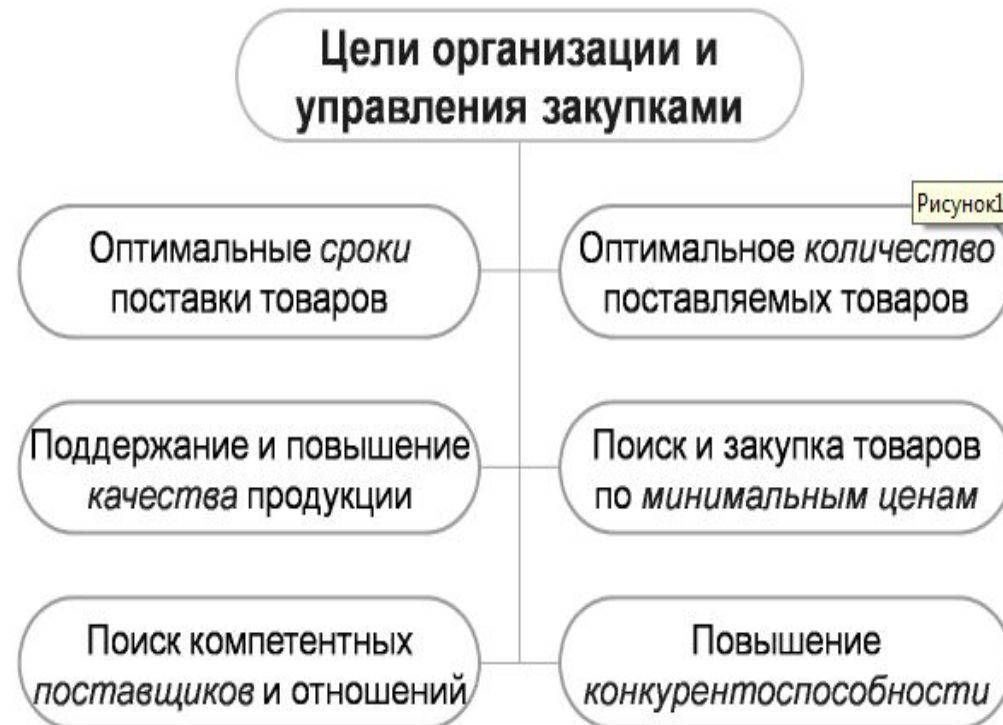 Цели организации и
управления закупками
Рисунок1
Оптимальные сроки
поставки товаров
Оптимальное количество
поставляемых товаров
Поддержание и повышение
качества продукции
Поиск и закупка товаров
по минимальным ценам
Поиск компетентных
поставщиков и отношений
Повышение
конкурентоспособности